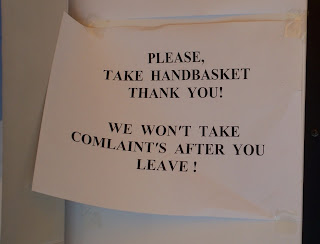 PLEASE,
TAKE HANDBASKET
THANK YOU!
WE WON'T TAKE
COMLAINT'S AFTER YOU
LEAVE !